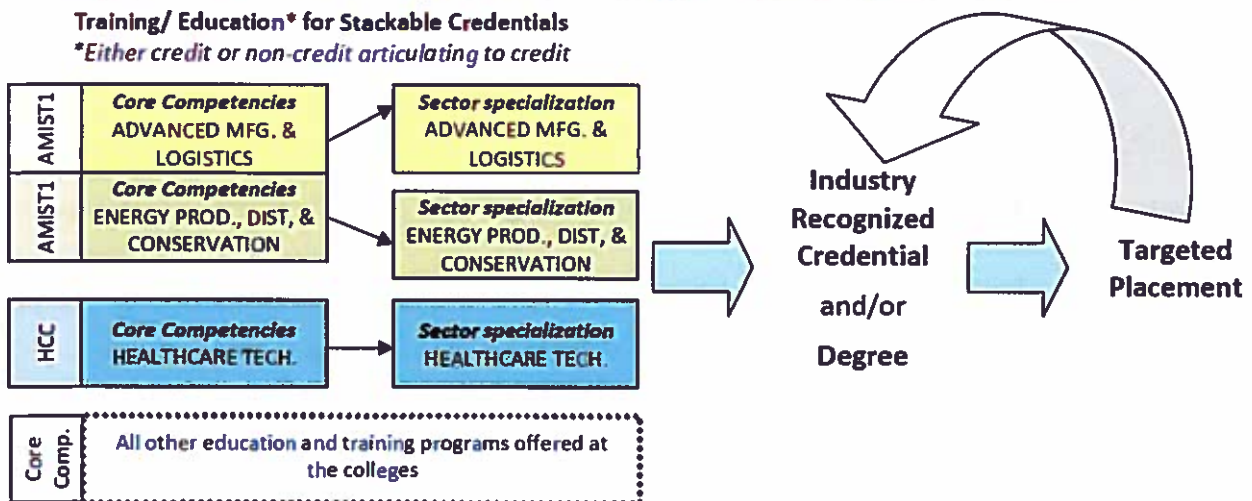 Training/ Education* for Stackable Credentials
*Either credit or non-credit articulating to credit
AMIST1
Core Competencies
ADVANCED MFG. &
LOGISTICS
Sector specialization
ADVANCED MFG. &
LOGISTICS
AMIST1
Core Competencies
ENERGY PROD., DIST, &
CONSERVATION
Sector specialization
ENERGY PROD., DIST, &
CONSERVATION
HCC
Core Competencies
HEALTHCARE TECH.
Sector specialization
HEALTHCARE TECH.
Core
Comp.
All other education and training programs offered at
the colleges
Industry
Recognized
Credential
and/or
Degree
Targeted
Placement